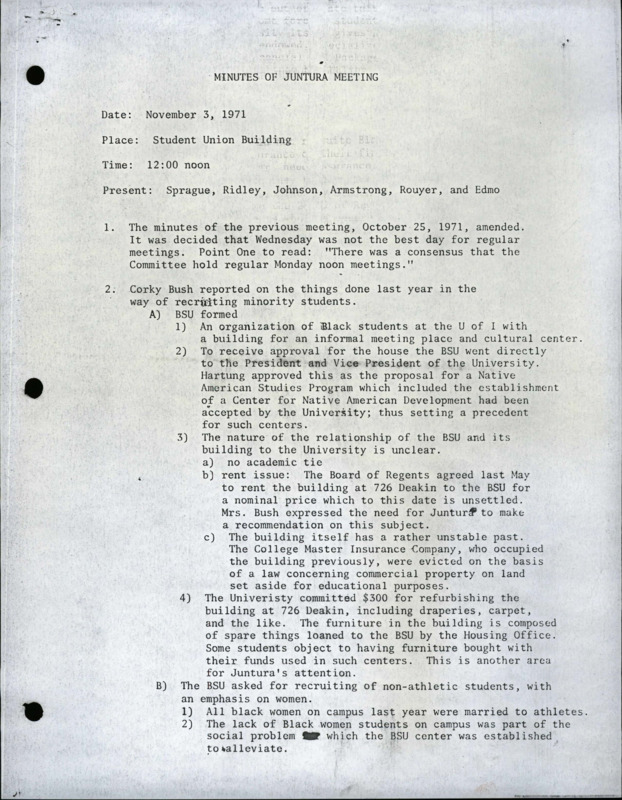 MINUTES OF JUNTURA MEETING
Date: November 3, 1971
Place: Student Union Building
Time: 12:00 noon
Present: Sprague, Ridley, Johnson, Armstrong, Rouyer, and Edmo
1. The minutes of the previous meeting, October 25, 1971, amended.
It was decided that Wednesday was not the best day for regular
meetings. Point One to read: "There was a consensus that the
Committee hold regular Monday noon meetings."
2. Corky Bush reported on the things done last year in the
way of recruiting minority students.
A) BSU formed
1) An organization of Black students at the U of I with
a building for an informal meeting place and cultural center.
2) To receive approval for the house the BSU went directly
to the President and Vice President of the University.
Hartung approved this as the proposal for a Native
American Studies Program which included the establishment
of a Center for Native American Development had been
accepted by the University; thus setting a precedent
for such centers.
3) The nature of the relationship of the BSU and its
building to the University is unclear.
a) no academic tie
b) rent issue: The Board of Regents agreed last May
to rent the building at 726 Deakin to the BSU for
a nominal price which to this date is unsettled.
Mrs. Bush expressed the need for Juntura to make
a recommendation on this subject.
c) The building itself has a rather unstable past.
The College Master Insurance Company, who occupied
the building previously, were evicted on the basis
of a law concerning commercial property on land
set aside for educational purposes.
4) The Univeristy committed $300 for refurbishing the
building at 726 Deakin, including draperies, carpet,
and the like. The furniture in the building is composed
of spare things loaned to the BSU by the Housing Office.
Some students object to having furniture bought with
their funds used in such centers. This is another area
for Juntura's attention.
B) The BSU asked for recruiting of non-athletic students, with
an emphasis on women.
1) All black women on campus last year were married to athletes.
2) The lack of Black women students on campus was part of the
social problem which the BSU center was established
to alleviate.